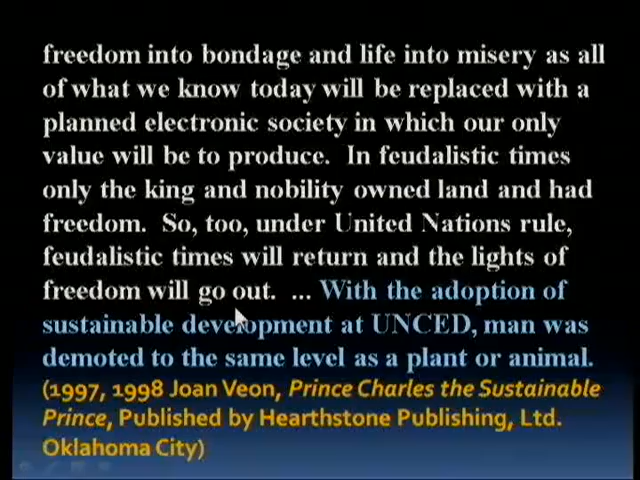 freedom into bondage and life into misery as all
of what we know today will be replaced with a
planned electronic society in which our only
value will be to produce.  In feudalistic times
only the king and nobility owned land and had
freedom.  So, too, under United Nations rule,
feudalistic times will return and the lights of
freedom will go out.  ... With the adoption of
sustainable development at UNCED, man was
demoted to the same level as a plant or animal.
(1997, 1998 Joan Veon, Prince Charles the Sustainable
Prince, Published by Hearthstone Publishing, Ltd.
Oklahoma City)